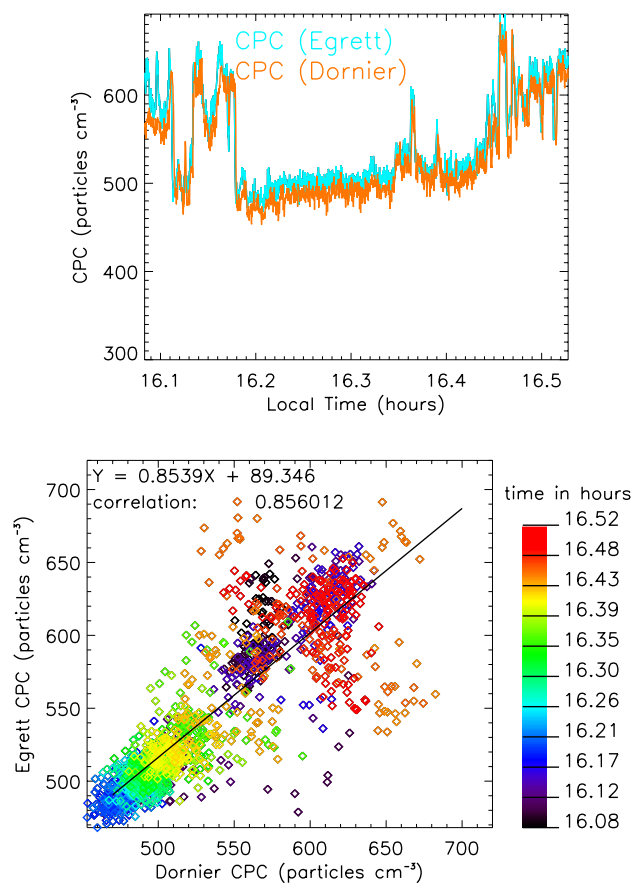 CPC (Egrett)
CPC (Dornier)
600
500
400
300
CPC (particles cm⁻³)
16.1 16.2 16.3 16.4 16.5
Local Time (hours)
Y = 0.8539X + 89.346
correlation: 0.856012
700
650
600
550
500
Egrett CPC (particles cm⁻³)
500 550 600 650 700
Dornier CPC (particles cm⁻³)
time in hours
16.52
16.48
16.43
16.39
16.35
16.30
16.26
16.21
16.17
16.12
16.08